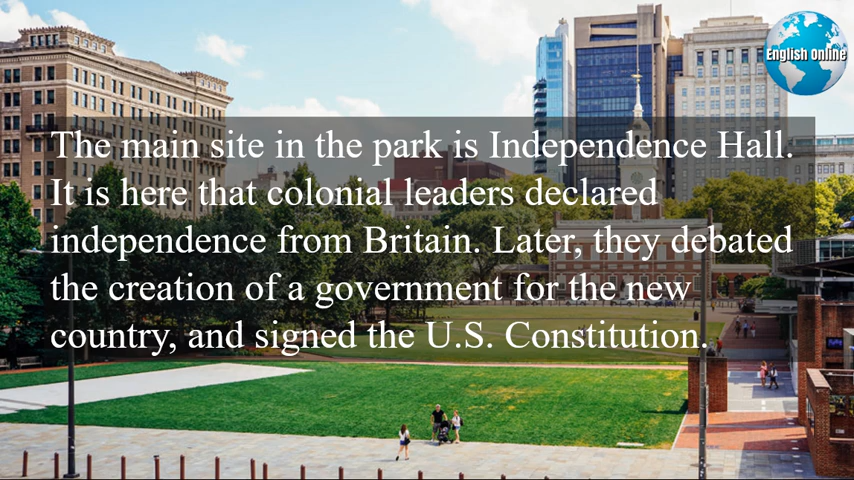 English Online
The main site in the park is Independence Hall.
It is here that colonial leaders declared
independence from Britain. Later, they debated
the creation of a government for the new
country, and signed the U.S. Constitution.